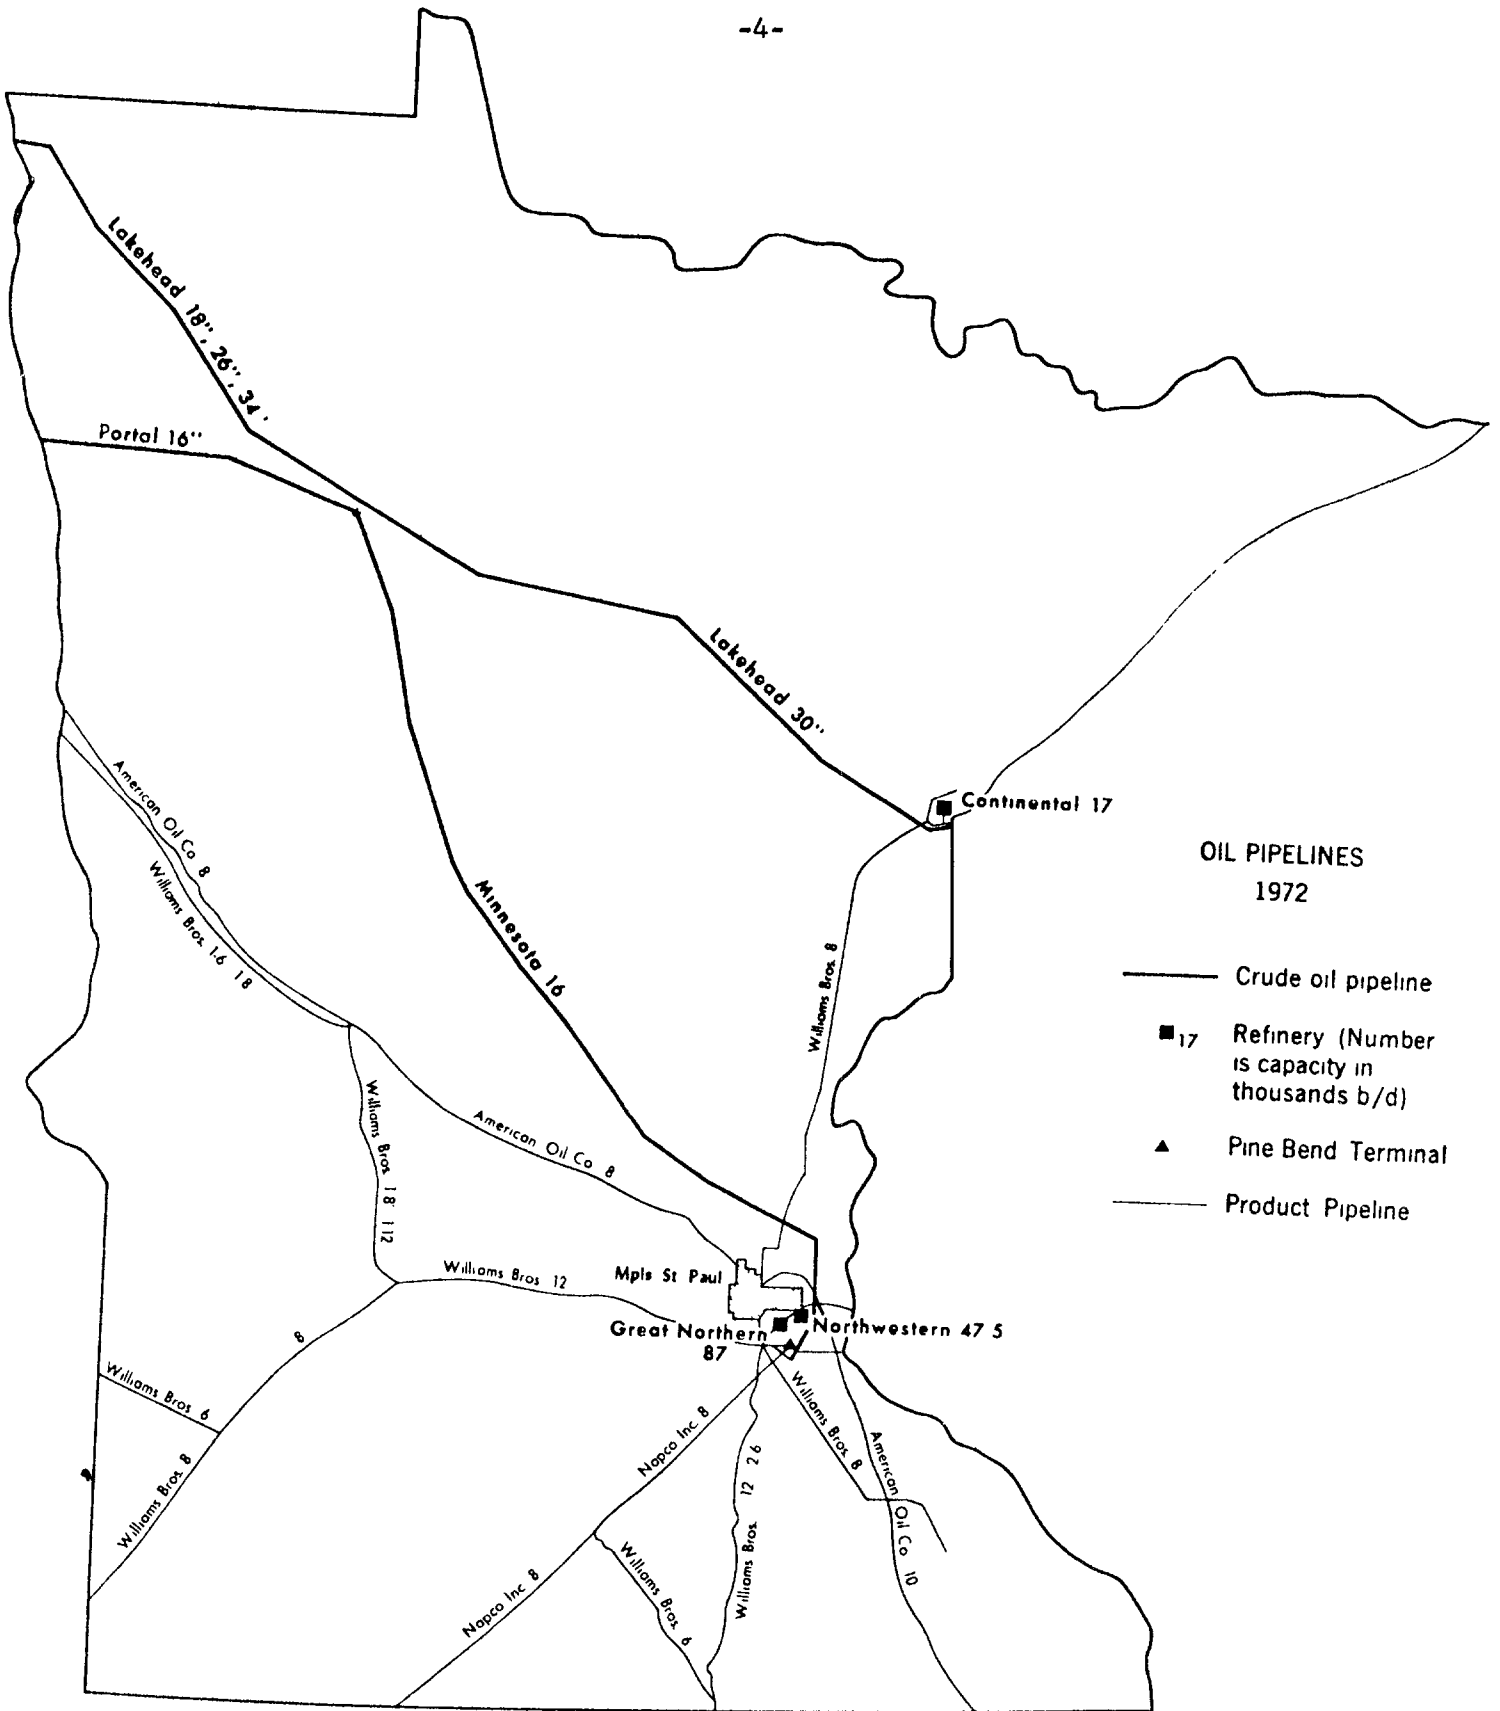 -4-
Lakehead 18", 26", 34'
Portal 16"
Lakehead 30"
Continental 17
OIL PIPELINES
1972
Crude oil pipeline
17 Refinery (Number
is capacity in
thousands b/d)
Pine Bend Terminal
Product Pipeline
American Oil Co 8
Williams Bros. 1-6 18
Minnesota 16
Williams Bros. 8
Williams Bros. 18' 112
American Oil Co 8
Williams Bros 12
Mpls St Paul
Great Northern
87
Northwestern 47 5
8
Williams Bros 6
Williams Bros. 8
Napco Inc. 8
Williams Bros. 12 26
Williams Bros. 8
American Oil Co 10
Napco Inc 8
Williams Bros. 6